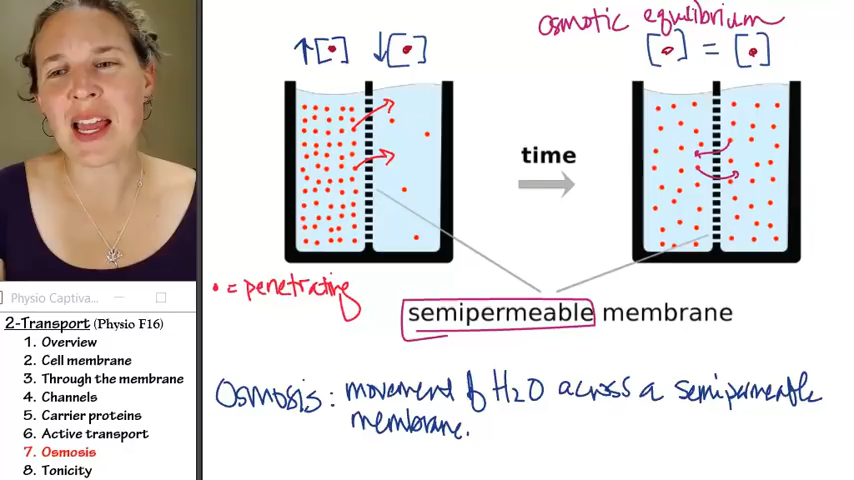 osmotic equilibrium
↑[•] ↓[•]
[•] = [•]
time
• = penetrating
semipermeable membrane
Osmosis: movement of H2O across a semipermeable
membrane.
Physio Captiva...
2-Transport (Physio F16)
1. Overview
2. Cell membrane
3. Through the membrane
4. Channels
5. Carrier proteins
6. Active transport
7. Osmosis
8. Tonicity